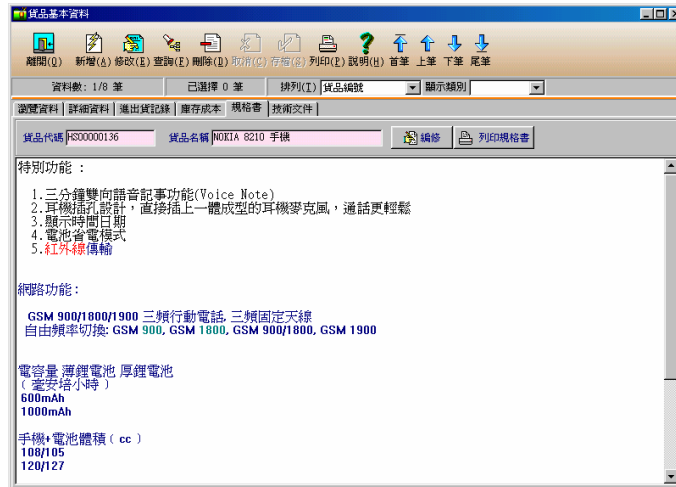 貨品基本資料
離開(Q) 新增(A) 修改(E) 查詢(F) 刪除(D) 取消(C) 存檔(S) 列印(P) 說明(H) 首筆 上筆 下筆 尾筆
資料數: 1/8 筆 已選擇 0 筆 排列(I) 貨品編號 顯示類別
瀏覽資料 詳細資料 進出貨記錄 庫存成本 規格書 技術文件
貨品代碼 HS00000136 貨品名稱 NOKIA 8210 手機 編修 列印規格書
特別功能 :
1.三分鐘雙向語音記事功能(Voice Note)
2.耳機插孔設計，直接插上一體成型的耳機麥克風，通話更輕鬆
3.顯示時間日期
4.電池省電模式
5.紅外線傳輸
網路功能:
GSM 900/1800/1900 三頻行動電話, 三頻固定天線
自由頻率切換: GSM 900, GSM 1800, GSM 900/1800, GSM 1900
電容量 薄鋰電池 厚鋰電池
( 毫安培小時 )
600mAh
1000mAh
手機+電池體積 ( cc )
108/105
120/127